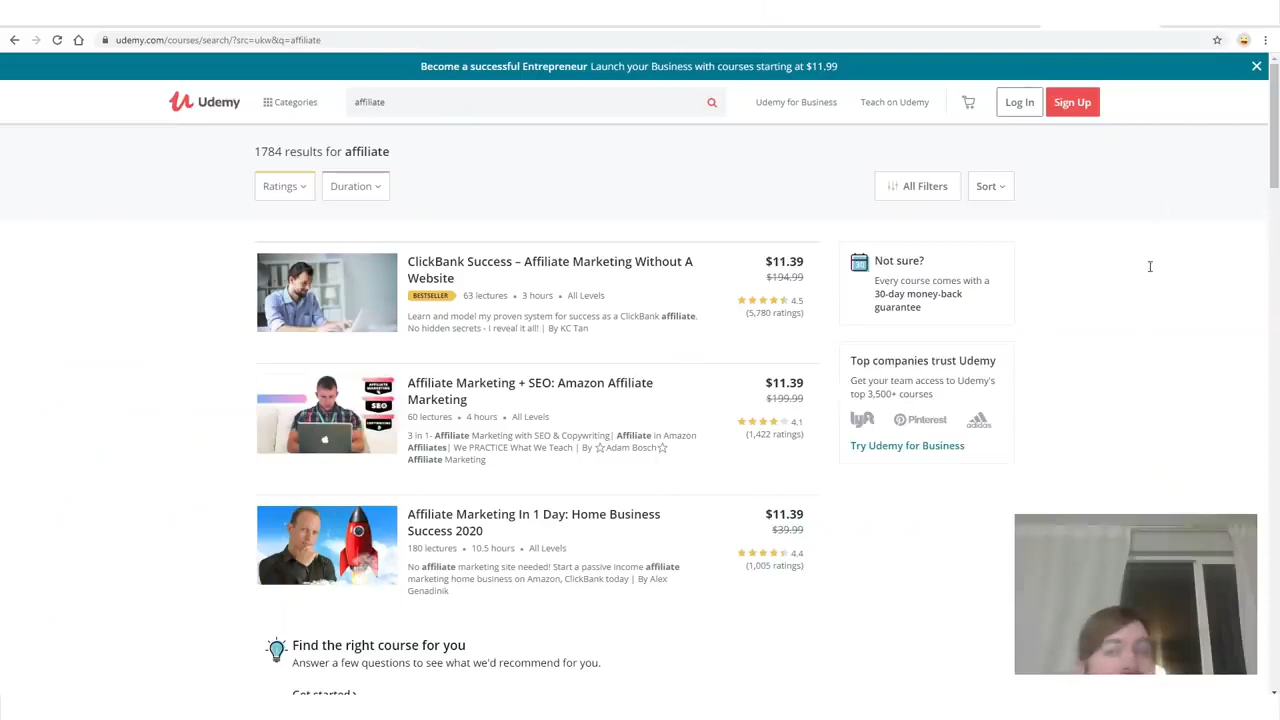 udemy.com/courses/search/?src=ukw&q=affiliate
Become a successful Entrepreneur Launch your Business with courses starting at $11.99
Udemy
Categories
affiliate
Udemy for Business
Teach on Udemy
Log In
Sign Up
1784 results for affiliate
Ratings
Duration
All Filters
Sort
ClickBank Success – Affiliate Marketing Without A
Website
BESTSELLER 63 lectures • 3 hours • All Levels
Learn and model my proven system for success as a ClickBank affiliate.
No hidden secrets - I reveal it all! | By KC Tan
$11.39
$194.99
4.5
(5,780 ratings)
Affiliate Marketing + SEO: Amazon Affiliate
Marketing
60 lectures • 4 hours • All Levels
3 in 1- Affiliate Marketing with SEO & Copywriting| Affiliate in Amazon
Affiliates| We PRACTICE What We Teach | By ☆Adam Bosch☆
Affiliate Marketing
$11.39
$199.99
4.1
(1,422 ratings)
SEO
Affiliate Marketing In 1 Day: Home Business
Success 2020
180 lectures • 10.5 hours • All Levels
No affiliate marketing site needed! Start a passive income affiliate
marketing home business on Amazon, ClickBank today | By Alex
Genadinik
$11.39
$39.99
4.4
(1,005 ratings)
Not sure?
Every course comes with a
30-day money-back
guarantee
Top companies trust Udemy
Get your team access to Udemy's
top 3,500+ courses
lyft
Pinterest
adidas
Try Udemy for Business
Find the right course for you
Answer a few questions to see what we'd recommend for you.
Get started